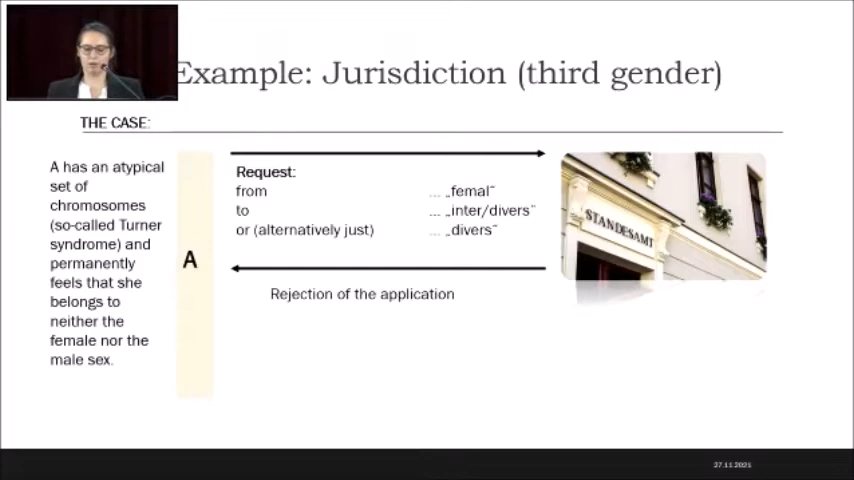 Example: Jurisdiction (third gender)
THE CASE:
A has an atypical
set of
chromosomes
(so-called Turner
syndrome) and
permanently
feels that she
belongs to
neither the
female nor the
male sex.
A
Request:
from ... „femal“
to ... „inter/divers“
or (alternatively just) ... „divers“
Rejection of the application
STANDESAMT
27.11.2021